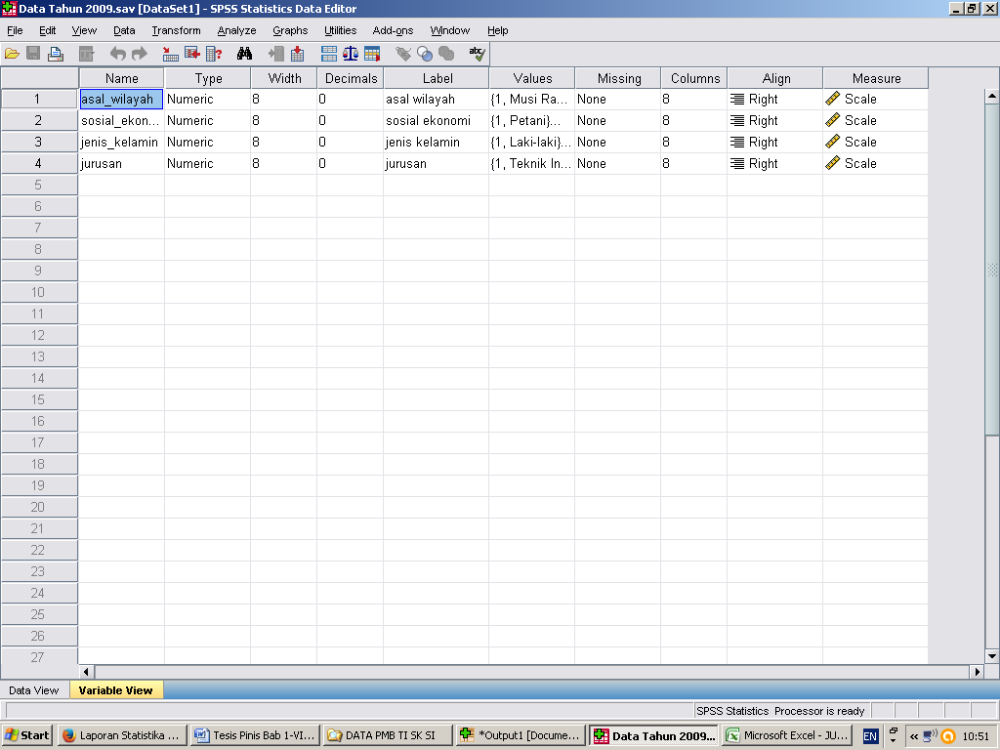 Data Tahun 2009.sav [DataSet1] - SPSS Statistics Data Editor
File Edit View Data Transform Analyze Graphs Utilities Add-ons Window Help
Name Type Width Decimals Label Values Missing Columns Align Measure
1 asal_wilayah Numeric 8 0 asal wilayah {1, Musi Ra... None 8 Right Scale
2 sosial_ekon... Numeric 8 0 sosial ekonomi {1, Petani}... None 8 Right Scale
3 jenis_kelamin Numeric 8 0 jenis kelamin {1, Laki-laki}... None 8 Right Scale
4 jurusan Numeric 8 0 jurusan {1, Teknik In... None 8 Right Scale
5
6
7
8
9
10
11
12
13
14
15
16
17
18
19
20
21
22
23
24
25
26
27
Data View Variable View
SPSS Statistics Processor is ready
Start Laporan Statistika ... Tesis Pinis Bab 1-VI... DATA PMB TI SK SI *Output1 [Docume... Data Tahun 2009... Microsoft Excel - JU... EN « 10:51